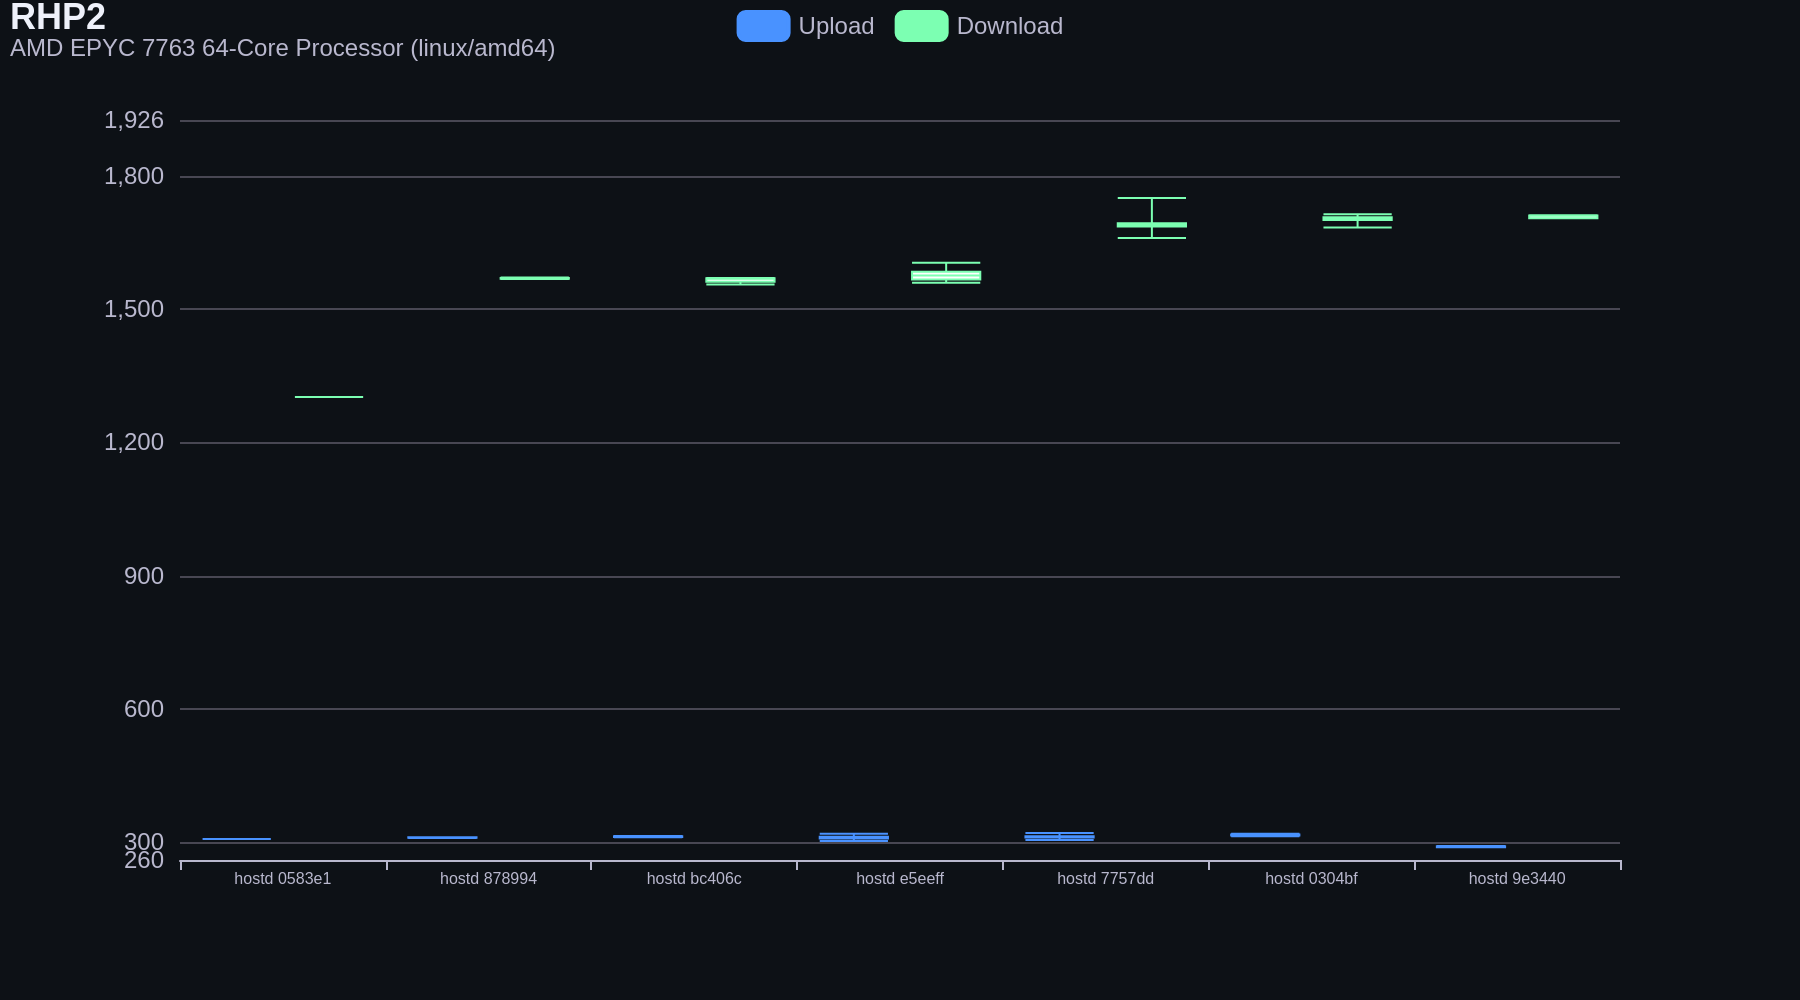 RHP2
AMD EPYC 7763 64-Core Processor (linux/amd64)
Upload
Download
1,926
1,800
1,500
1,200
900
600
300
260
hostd 0583e1
hostd 878994
hostd bc406c
hostd e5eeff
hostd 7757dd
hostd 0304bf
hostd 9e3440